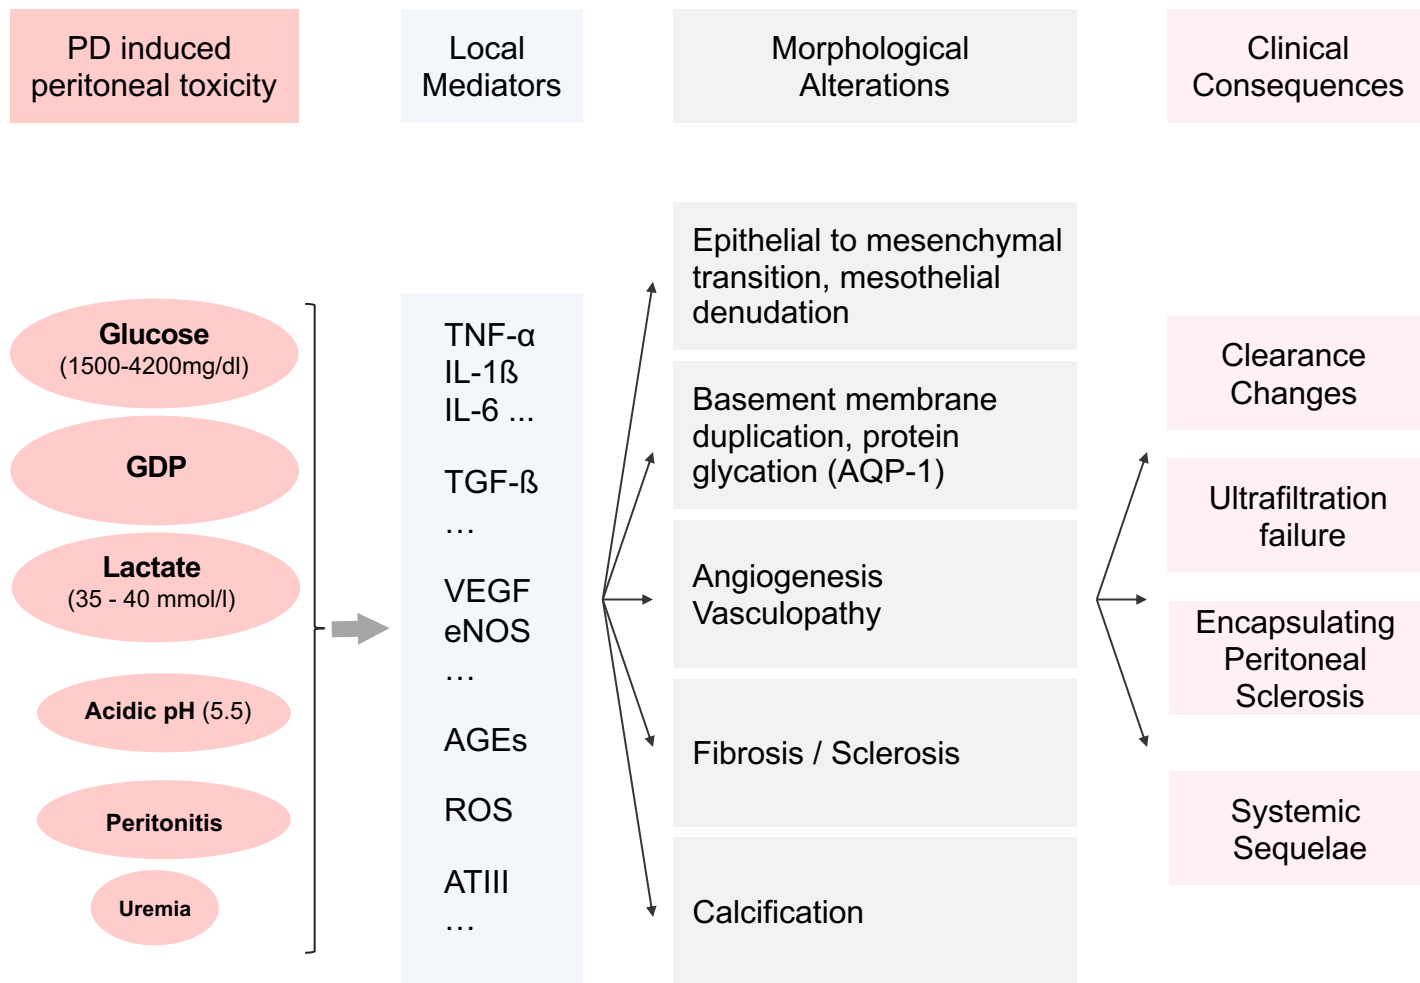 PD induced
peritoneal toxicity
Local
Mediators
Morphological
Alterations
Clinical
Consequences
Glucose
(1500-4200mg/dl)
GDP
Lactate
(35 - 40 mmol/l)
Acidic pH (5.5)
Peritonitis
Uremia
TNF-α
IL-1ß
IL-6 ...
TGF-ß
...
VEGF
eNOS
...
AGEs
ROS
ATIII
...
Epithelial to mesenchymal
transition, mesothelial
denudation
Basement membrane
duplication, protein
glycation (AQP-1)
Angiogenesis
Vasculopathy
Fibrosis / Sclerosis
Calcification
Clearance
Changes
Ultrafiltration
failure
Encapsulating
Peritoneal
Sclerosis
Systemic
Sequelae